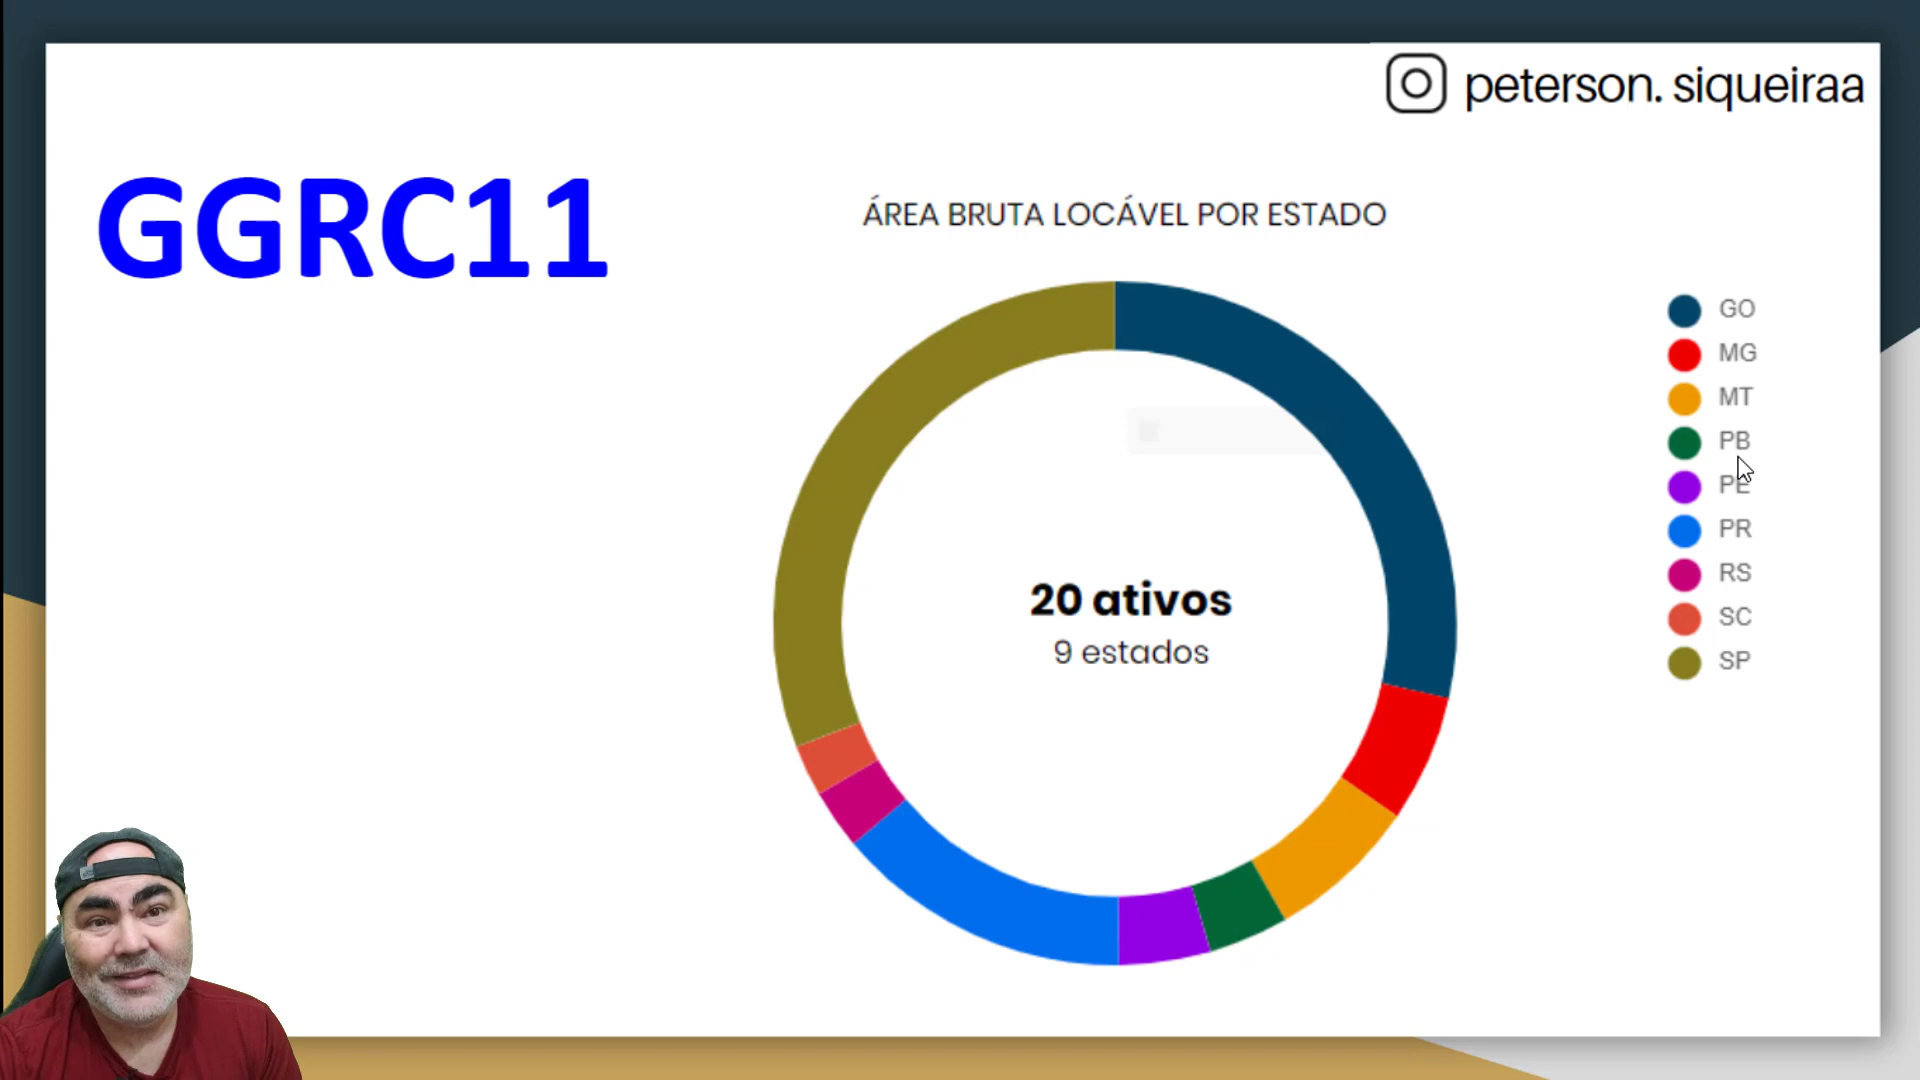 peterson. siqueiraa
GGRC11
ÁREA BRUTA LOCÁVEL POR ESTADO
GO
MG
MT
PB
PE
PR
RS
SC
SP
20 ativos
9 estados